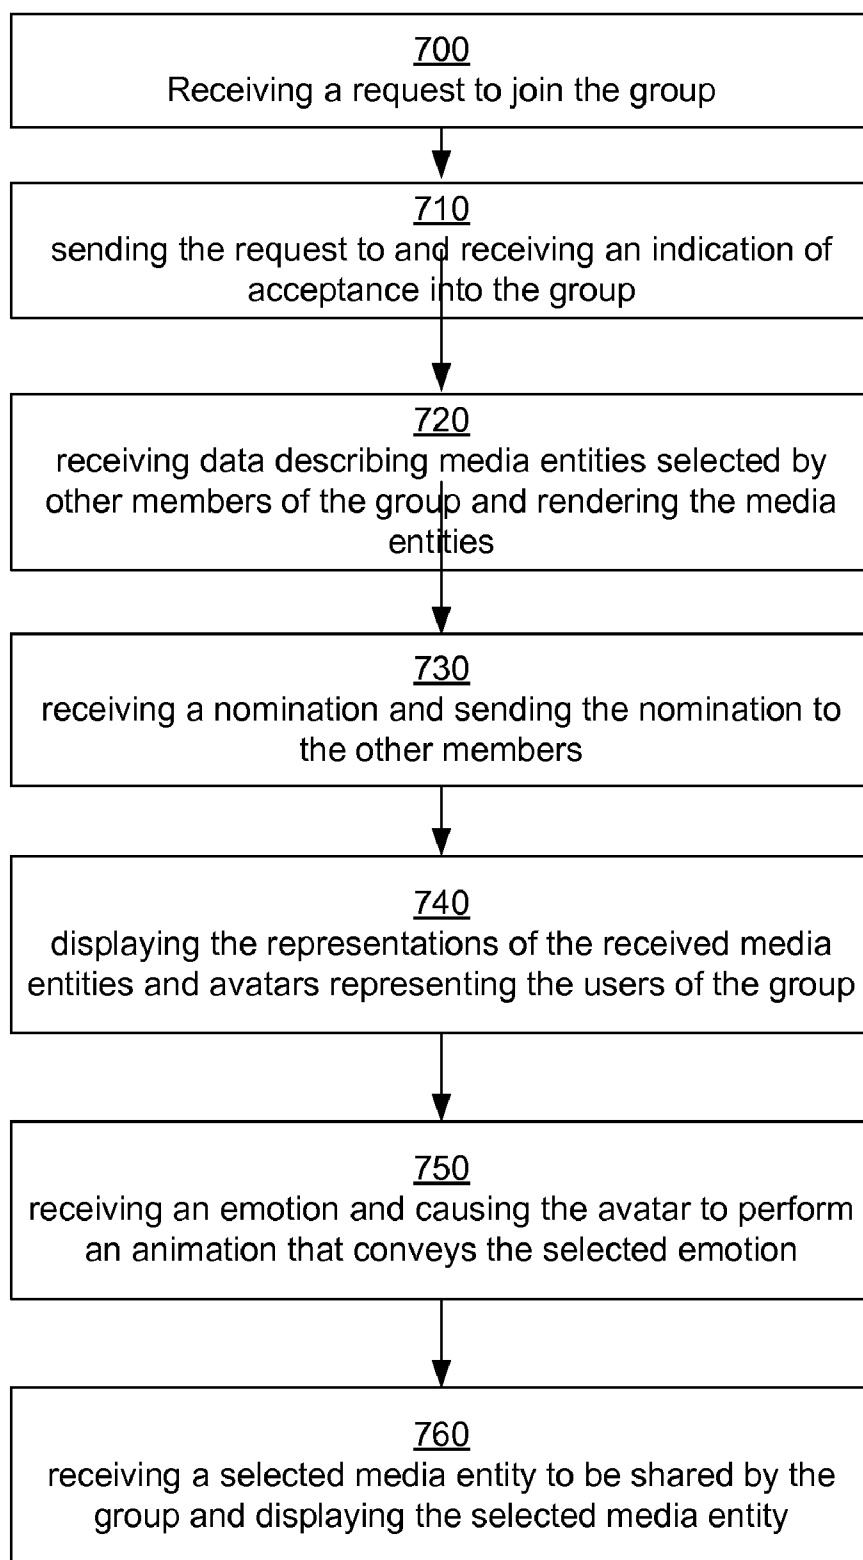 700
Receiving a request to join the group
710
sending the request to and receiving an indication of
acceptance into the group
720
receiving data describing media entities selected by
other members of the group and rendering the media
entities
730
receiving a nomination and sending the nomination to
the other members
740
displaying the representations of the received media
entities and avatars representing the users of the group
750
receiving an emotion and causing the avatar to perform
an animation that conveys the selected emotion
760
receiving a selected media entity to be shared by the
group and displaying the selected media entity